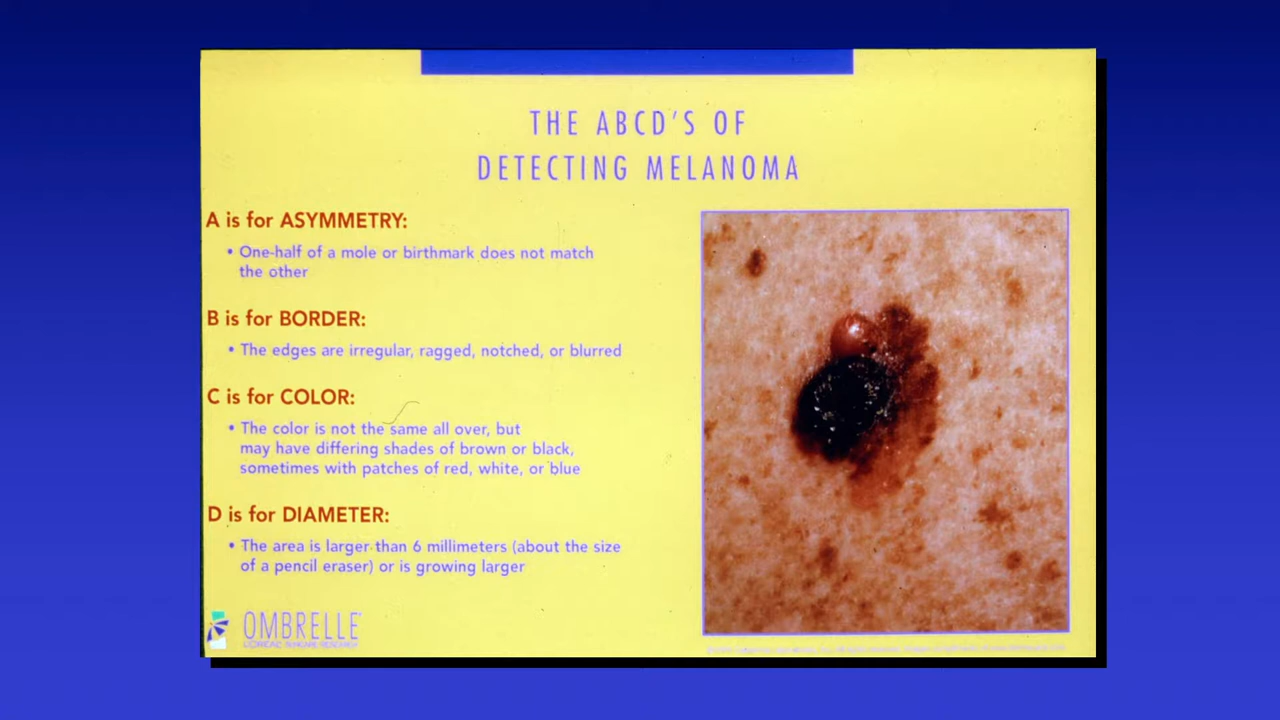 THE ABCD'S OF
DETECTING MELANOMA
A is for ASYMMETRY:
• One-half of a mole or birthmark does not match
the other
B is for BORDER:
• The edges are irregular, ragged, notched, or blurred
C is for COLOR:
• The color is not the same all over, but
may have differing shades of brown or black,
sometimes with patches of red, white, or blue
D is for DIAMETER:
• The area is larger than 6 millimeters (about the size
of a pencil eraser) or is growing larger
OMBRELLE